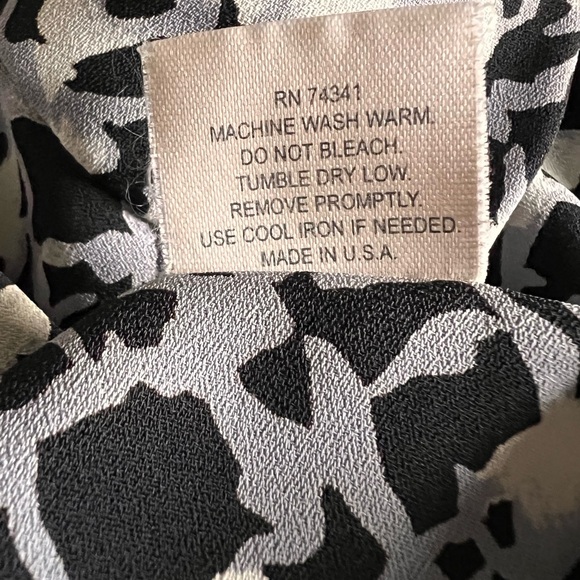 RN 74341
MACHINE WASH WARM.
DO NOT BLEACH.
TUMBLE DRY LOW.
REMOVE PROMPTLY.
USE COOL IRON IF NEEDED.
MADE IN U.S.A.